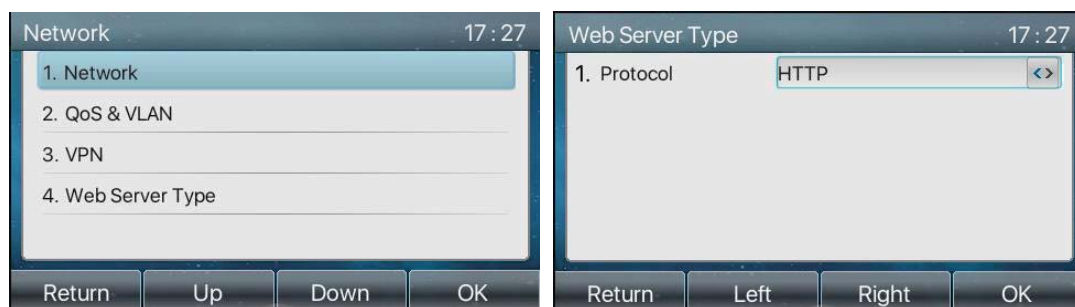 Network 17:27
1. Network
2. QoS & VLAN
3. VPN
4. Web Server Type
Return Up Down OK
Web Server Type 17:27
1. Protocol HTTP <>
Return Left Right OK